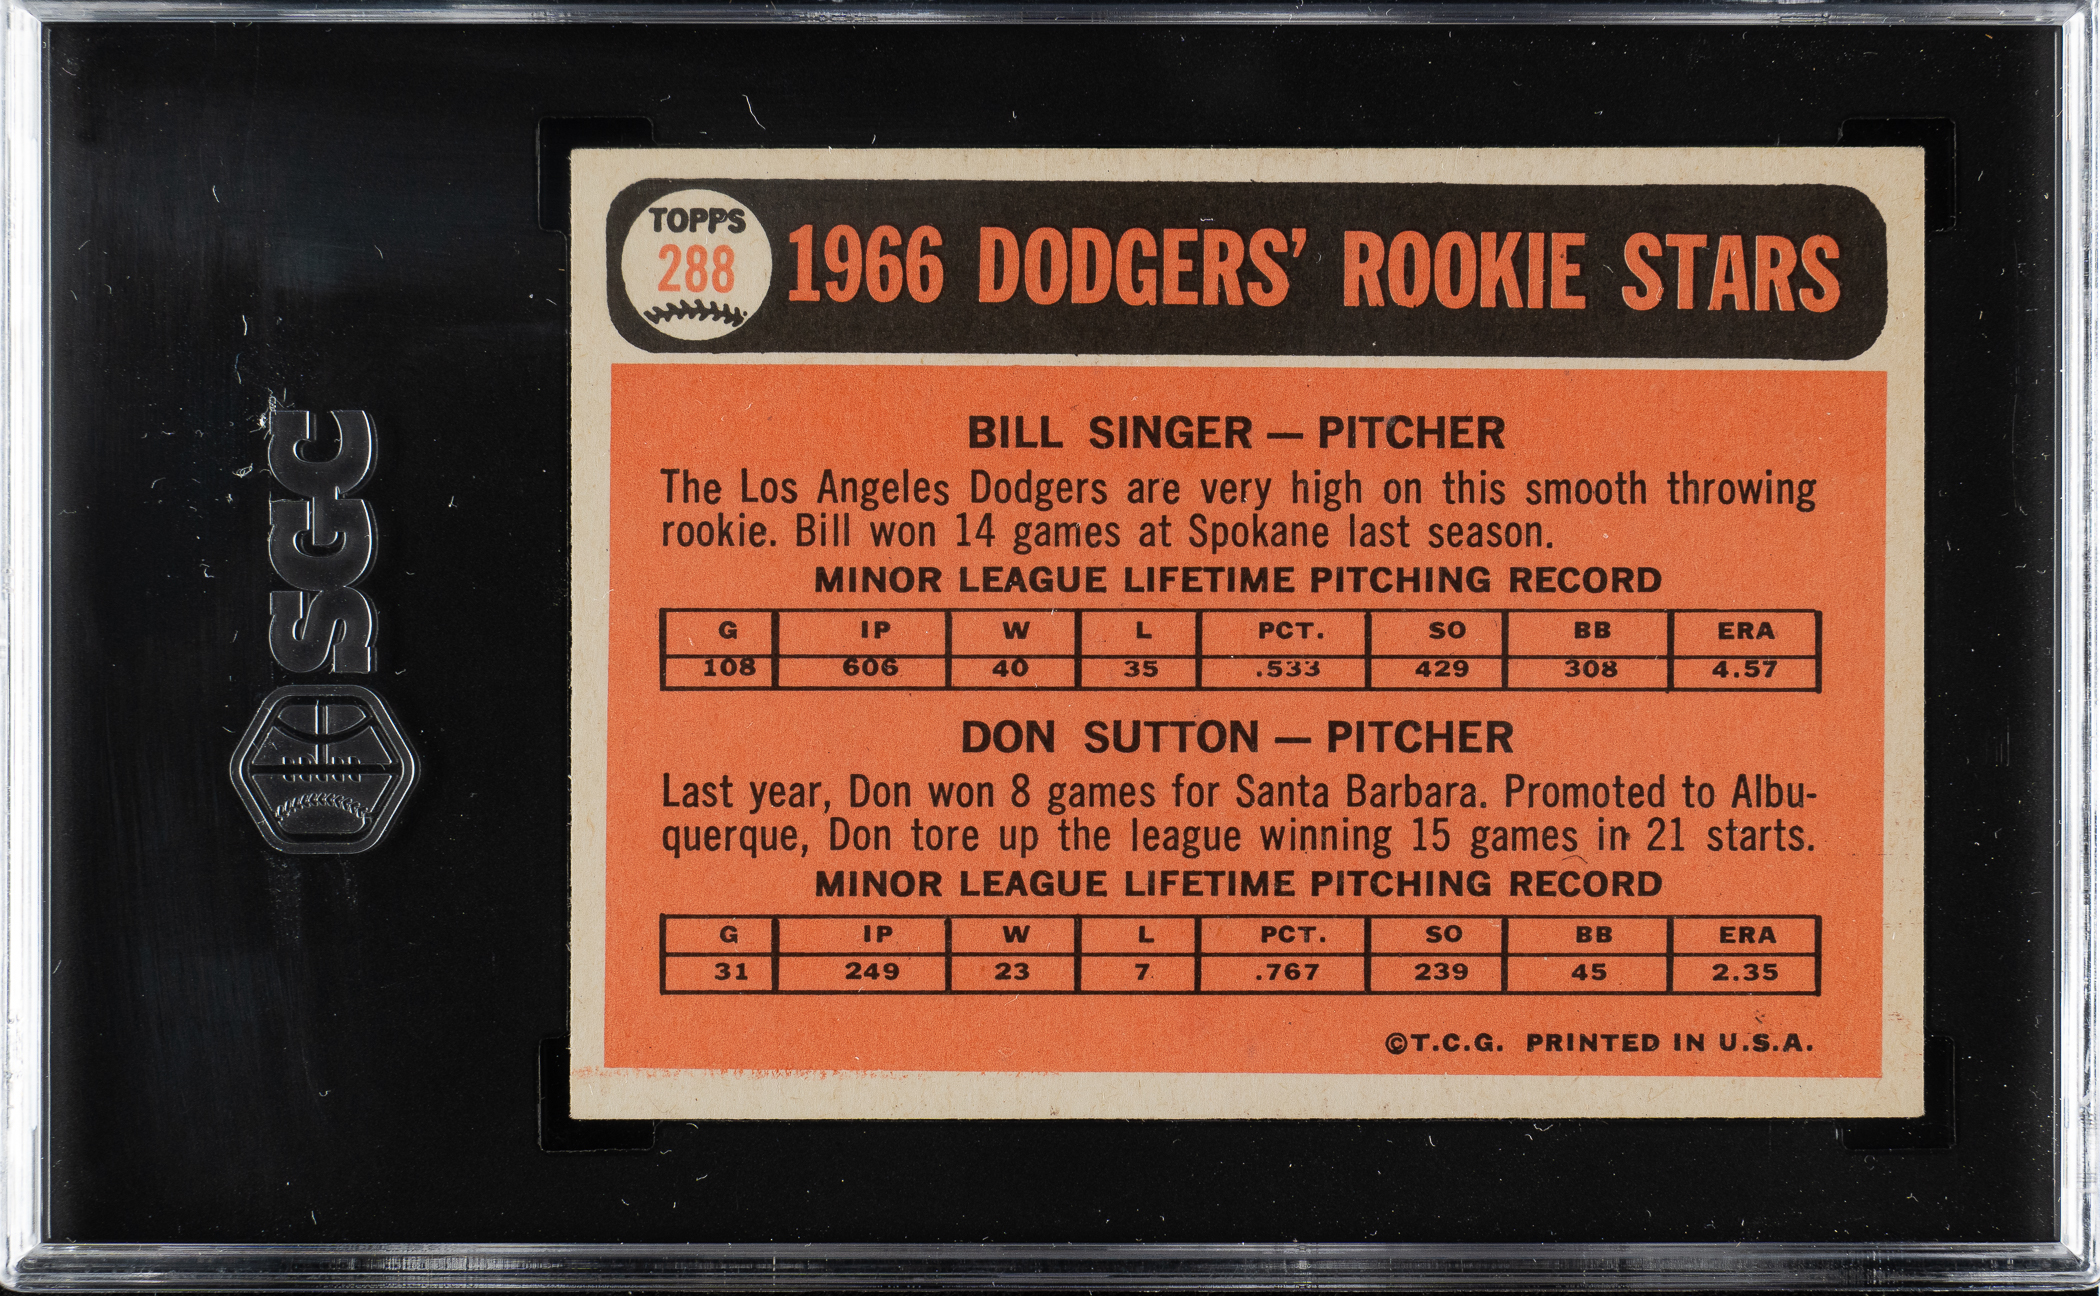 SGC
TOPPS
288
1966 DODGERS' ROOKIE STARS
BILL SINGER — PITCHER
The Los Angeles Dodgers are very high on this smooth throwing
rookie. Bill won 14 games at Spokane last season.
MINOR LEAGUE LIFETIME PITCHING RECORD
G IP W L PCT. SO BB ERA
108 606 40 35 .533 429 308 4.57
DON SUTTON — PITCHER
Last year, Don won 8 games for Santa Barbara. Promoted to Albu-
querque, Don tore up the league winning 15 games in 21 starts.
MINOR LEAGUE LIFETIME PITCHING RECORD
G IP W L PCT. SO BB ERA
31 249 23 7 .767 239 45 2.35
©T.C.G. PRINTED IN U.S.A.